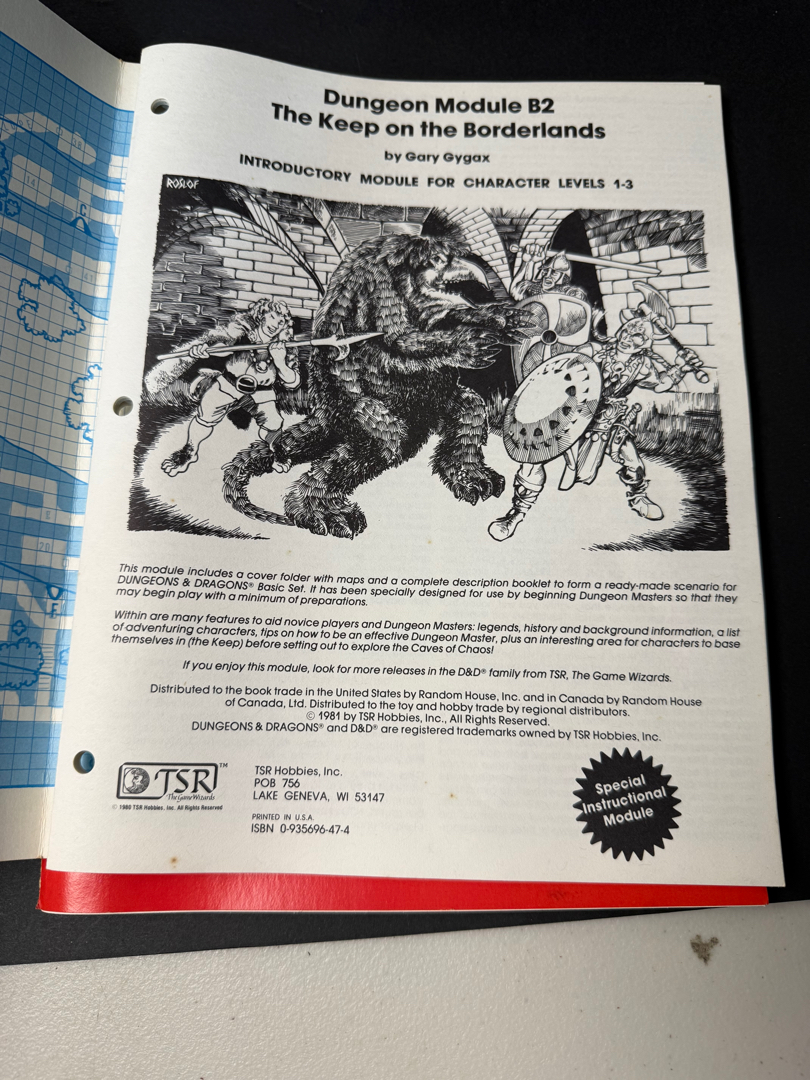 Dungeon Module B2
The Keep on the Borderlands
by Gary Gygax
INTRODUCTORY MODULE FOR CHARACTER LEVELS 1-3
ROSLOF
This module includes a cover folder with maps and a complete description booklet to form a ready-made scenario for
DUNGEONS & DRAGONS® Basic Set. It has been specially designed for use by beginning Dungeon Masters so that they
may begin play with a minimum of preparations.
Within are many features to aid novice players and Dungeon Masters: legends, history and background information, a list
of adventuring characters, tips on how to be an effective Dungeon Master, plus an interesting area for characters to base
themselves in (the Keep) before setting out to explore the Caves of Chaos!
If you enjoy this module, look for more releases in the D&D® family from TSR, The Game Wizards.
Distributed to the book trade in the United States by Random House, Inc. and in Canada by Random House
of Canada, Ltd. Distributed to the toy and hobby trade by regional distributors.
© 1981 by TSR Hobbies, Inc., All Rights Reserved.
DUNGEONS & DRAGONS® and D&D® are registered trademarks owned by TSR Hobbies, Inc.
TSR™
The Game Wizards
© 1980 TSR Hobbies, Inc. All Rights Reserved
TSR Hobbies, Inc.
POB 756
LAKE GENEVA, WI 53147
PRINTED IN U.S.A.
ISBN 0-935696-47-4
Special
Instructional
Module